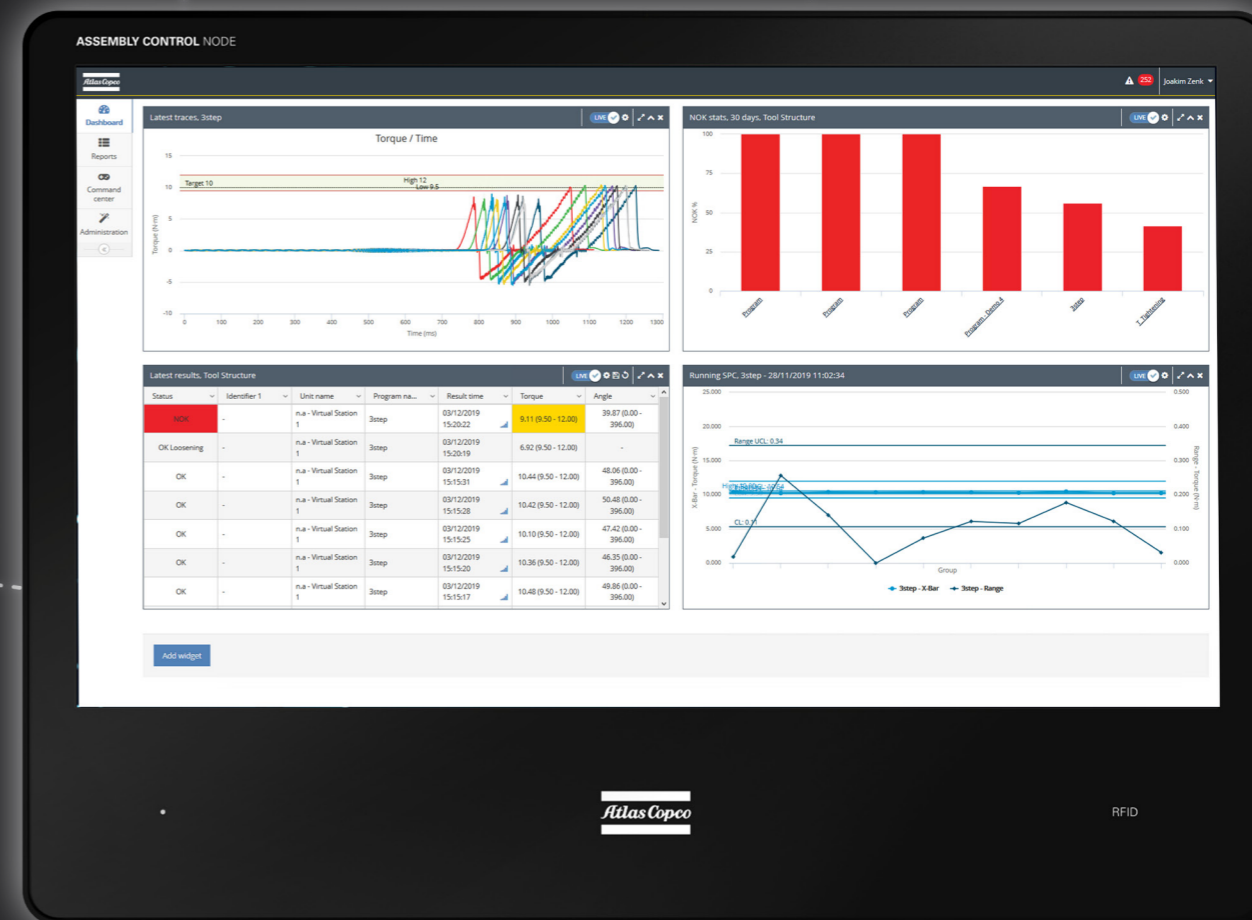 ASSEMBLY CONTROL NODE
Atlas Copco
252
Joakim Zenk
Dashboard
Reports
Command
center
Administration
Latest traces, 3step
LIVE
Torque / Time
Torque (N·m)
15
10
5
0
-5
-10
Target 10
High 12
Low 9.5
0 100 200 300 400 500 600 700 800 900 1000 1100 1200 1300
Time (ms)
NOK stats, 30 days, Tool Structure
LIVE
NOK %
100
75
50
25
0
Program
Program
Program
Program - Demo 4
3step
T_Tightening
Latest results, Tool Structure
LIVE
Status Identifier 1 Unit name Program na... Result time Torque Angle
NOK - n.a - Virtual Station 1 3step 03/12/2019 15:20:22 9.11 (9.50 - 12.00) 39.87 (0.00 - 396.00)
OK Loosening - n.a - Virtual Station 1 3step 03/12/2019 15:20:19 6.92 (9.50 - 12.00) -
OK - n.a - Virtual Station 1 3step 03/12/2019 15:15:31 10.44 (9.50 - 12.00) 48.06 (0.00 - 396.00)
OK - n.a - Virtual Station 1 3step 03/12/2019 15:15:28 10.42 (9.50 - 12.00) 50.48 (0.00 - 396.00)
OK - n.a - Virtual Station 1 3step 03/12/2019 15:15:25 10.10 (9.50 - 12.00) 47.42 (0.00 - 396.00)
OK - n.a - Virtual Station 1 3step 03/12/2019 15:15:20 10.36 (9.50 - 12.00) 46.35 (0.00 - 396.00)
OK - n.a - Virtual Station 1 3step 03/12/2019 15:15:17 10.48 (9.50 - 12.00) 49.86 (0.00 - 396.00)
Running SPC, 3step - 28/11/2019 11:02:34
LIVE
X-Bar - Torque (N·m)
25.000
20.000
15.000
10.000
5.000
0.000
Range UCL: 0.34
CL: 0.11
0.500
0.400
0.300
0.200
0.100
0.000
Range - Torque (N·m)
Group
3step - X-Bar 3step - Range
Add widget
Atlas Copco
RFID